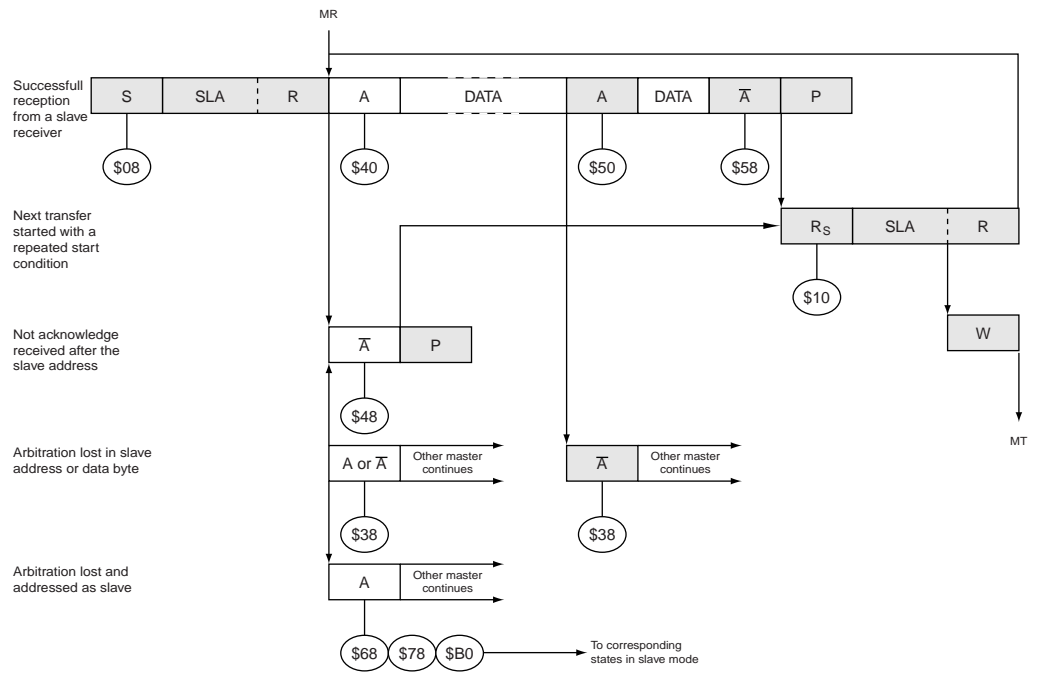 MR
Successfull
reception
from a slave
receiver
S SLA R A DATA A DATA A̅ P
$08 $40 $50 $58
Next transfer
started with a
repeated start
condition
RS SLA R
$10
Not acknowledge
received after the
slave address
A̅ P
W
$48
MT
Arbitration lost in slave
address or data byte
A or A̅
Other master
continues
A̅
Other master
continues
$38 $38
Arbitration lost and
addressed as slave
A
Other master
continues
$68 $78 $B0
To corresponding
states in slave mode